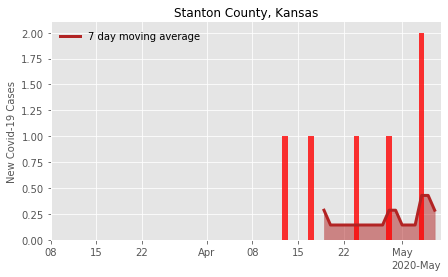 Stanton County, Kansas
7 day moving average
New Covid-19 Cases
2.00
1.75
1.50
1.25
1.00
0.75
0.50
0.25
0.00
08 15 22 Apr 08 15 22 May
2020-May